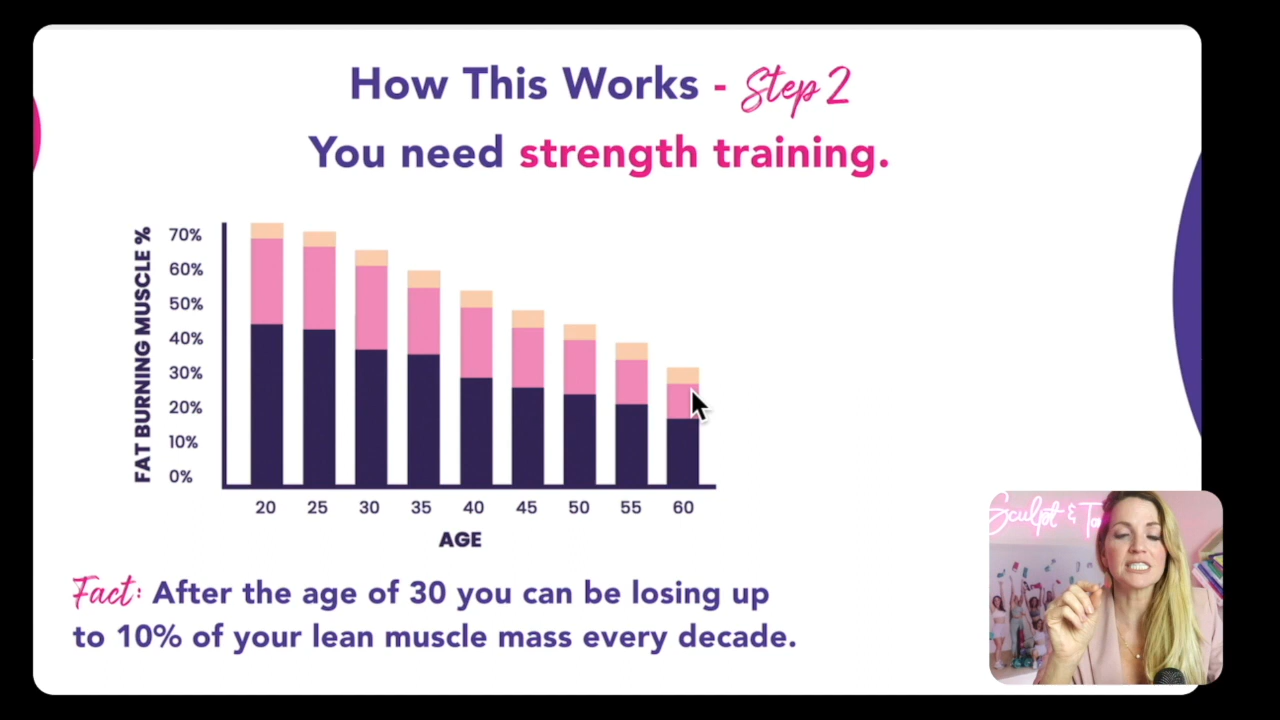 How This Works - Step 2
You need strength training.
FAT BURNING MUSCLE %
70%
60%
50%
40%
30%
20%
10%
0%
20 25 30 35 40 45 50 55 60
AGE
Fact: After the age of 30 you can be losing up
to 10% of your lean muscle mass every decade.
Sculpt &